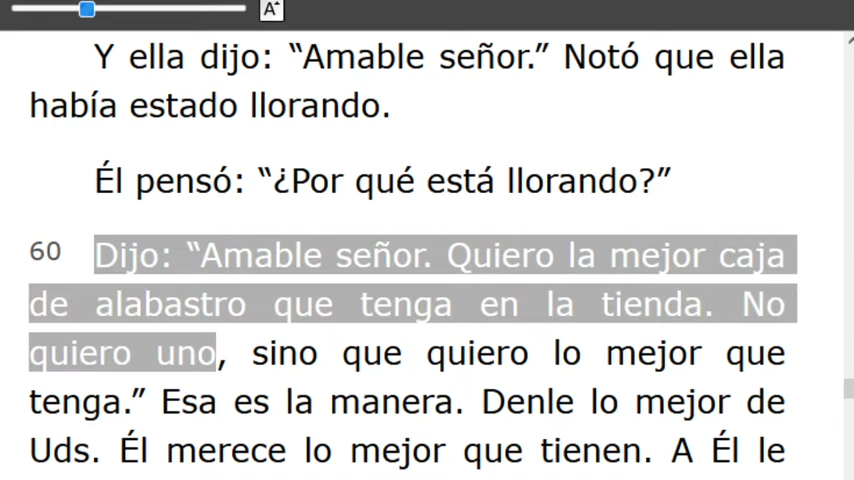 A
Y ella dijo: “Amable señor.” Notó que ella
había estado llorando.
Él pensó: “¿Por qué está llorando?”
60 Dijo: “Amable señor. Quiero la mejor caja
de alabastro que tenga en la tienda. No
quiero uno, sino que quiero lo mejor que
tenga.” Esa es la manera. Denle lo mejor de
Uds. Él merece lo mejor que tienen. A Él le